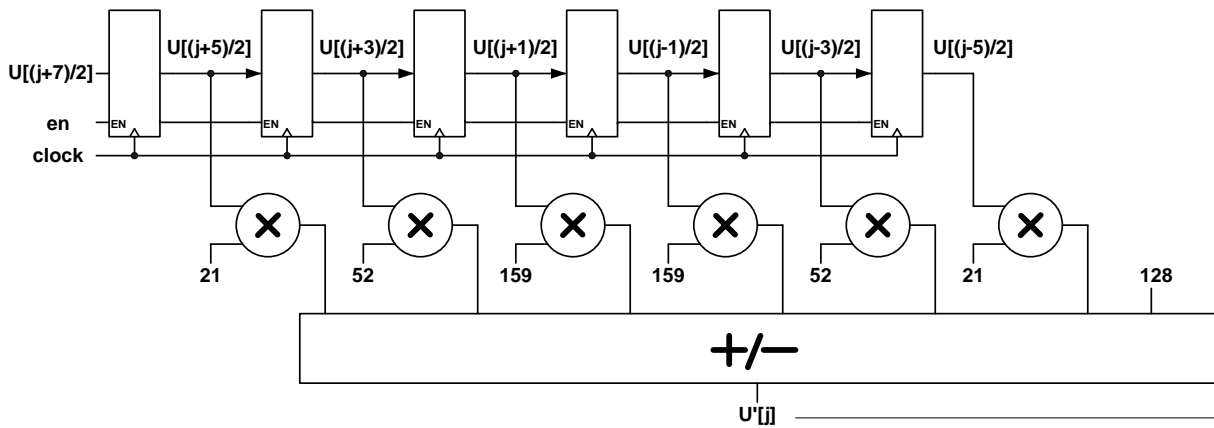 U[(j+5)/2] U[(j+3)/2] U[(j+1)/2] U[(j-1)/2] U[(j-3)/2] U[(j-5)/2]
U[(j+7)/2]
en EN EN EN EN EN EN
clock
21 52 159 159 52 21 128
+/−
U'[j]